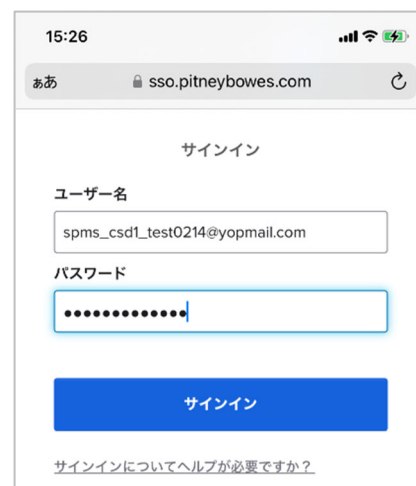 15:26
ぁあ sso.pitneybowes.com
サインイン
ユーザー名
spms_csd1_test0214@yopmail.com
パスワード
•••••••••••••
サインイン
サインインについてヘルプが必要ですか？